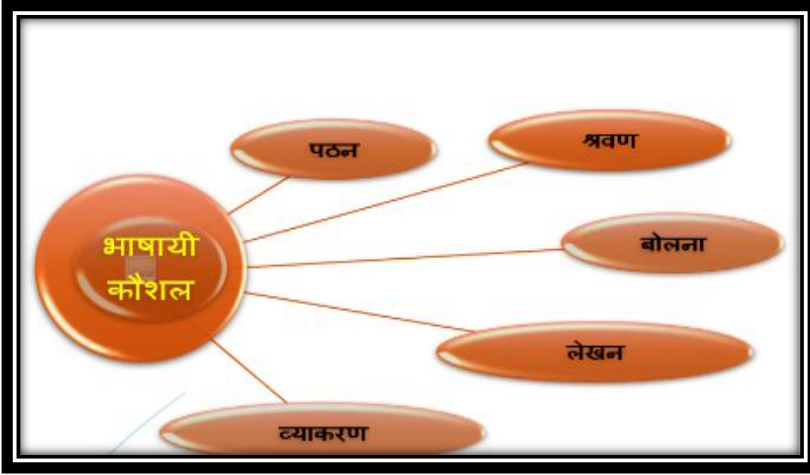 पठन
श्रवण
भाषायी
कौशल
बोलना
लेखन
व्याकरण